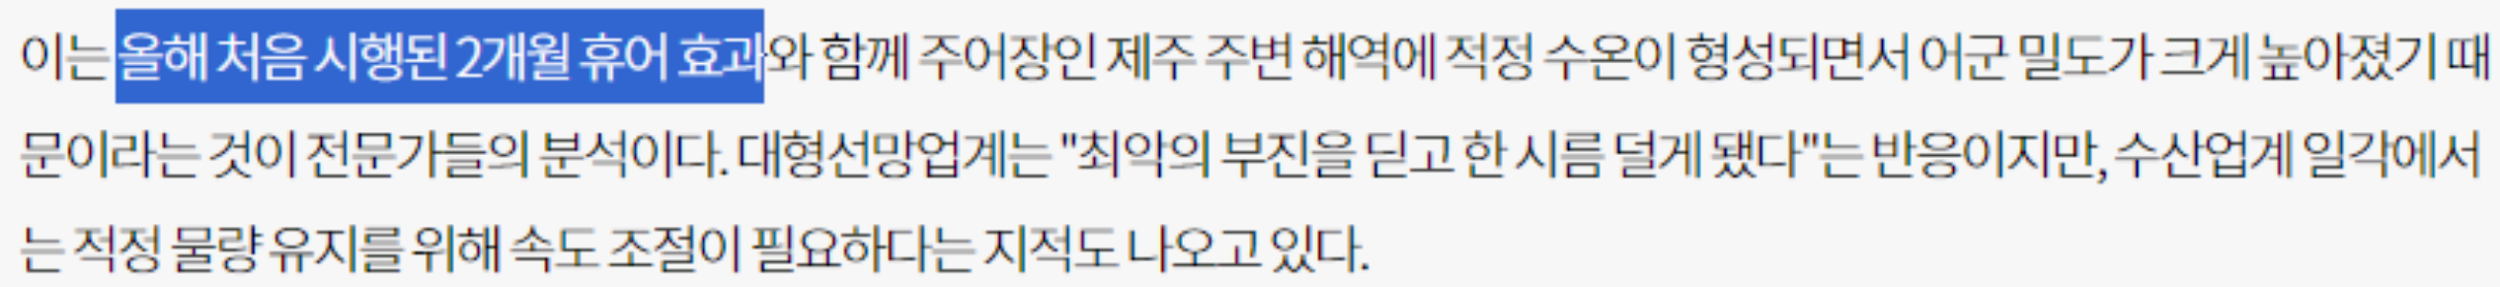 이는 올해 처음 시행된 2개월 휴어 효과와 함께 주어장인 제주 주변 해역에 적정 수온이 형성되면서 어군 밀도가 크게 높아졌기 때
문이라는 것이 전문가들의 분석이다. 대형선망업계는 "최악의 부진을 딛고 한 시름 덜게 됐다"는 반응이지만, 수산업계 일각에서
는 적정 물량 유지를 위해 속도 조절이 필요하다는 지적도 나오고 있다.